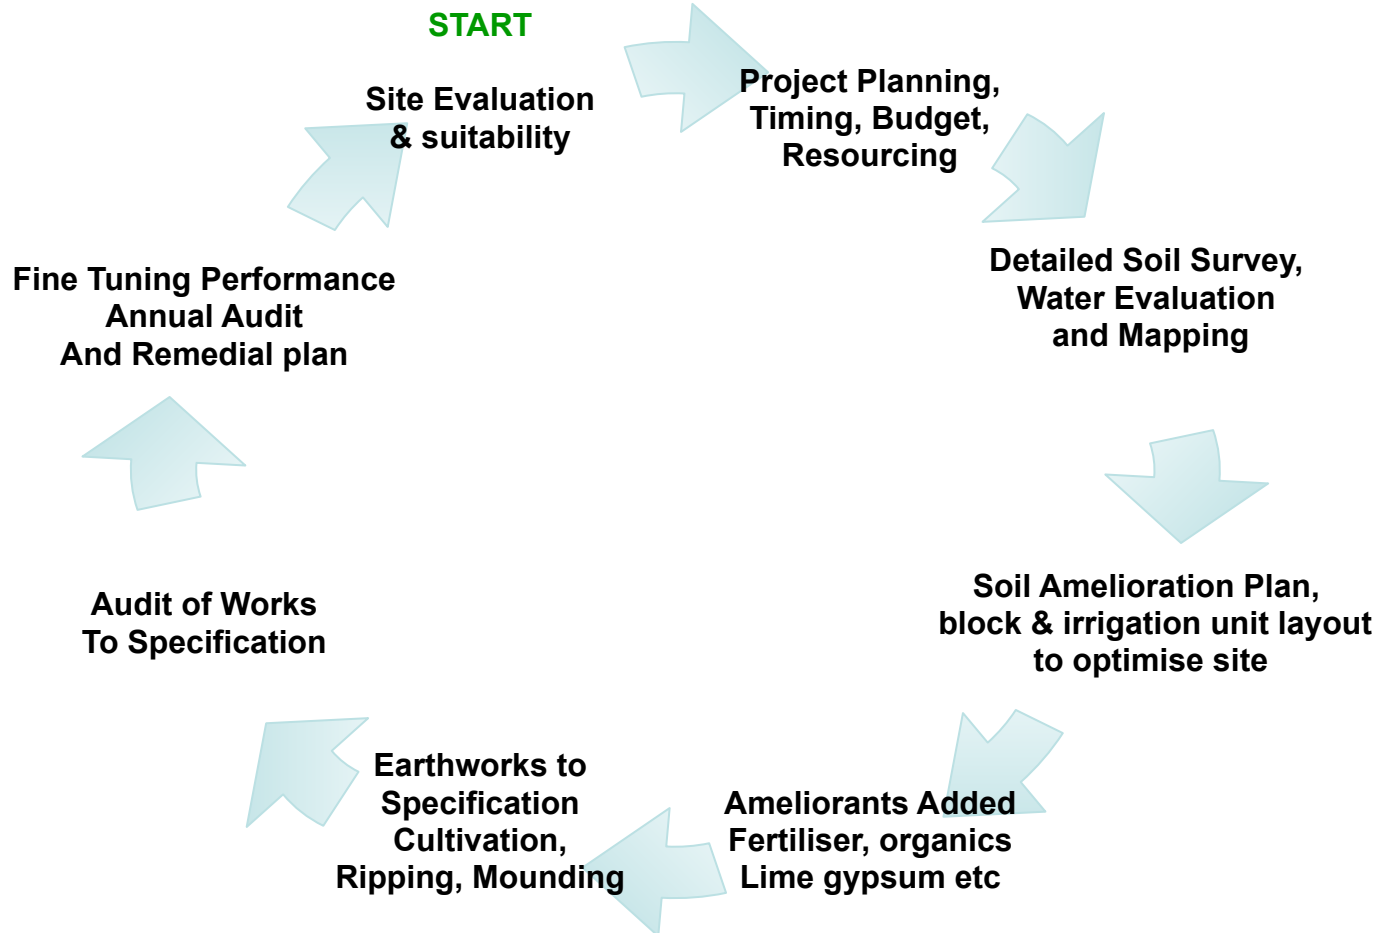 START
Site Evaluation
& suitability
Project Planning,
Timing, Budget,
Resourcing
Detailed Soil Survey,
Water Evaluation
and Mapping
Soil Amelioration Plan,
block & irrigation unit layout
to optimise site
Ameliorants Added
Fertiliser, organics
Lime gypsum etc
Earthworks to
Specification
Cultivation,
Ripping, Mounding
Audit of Works
To Specification
Fine Tuning Performance
Annual Audit
And Remedial plan